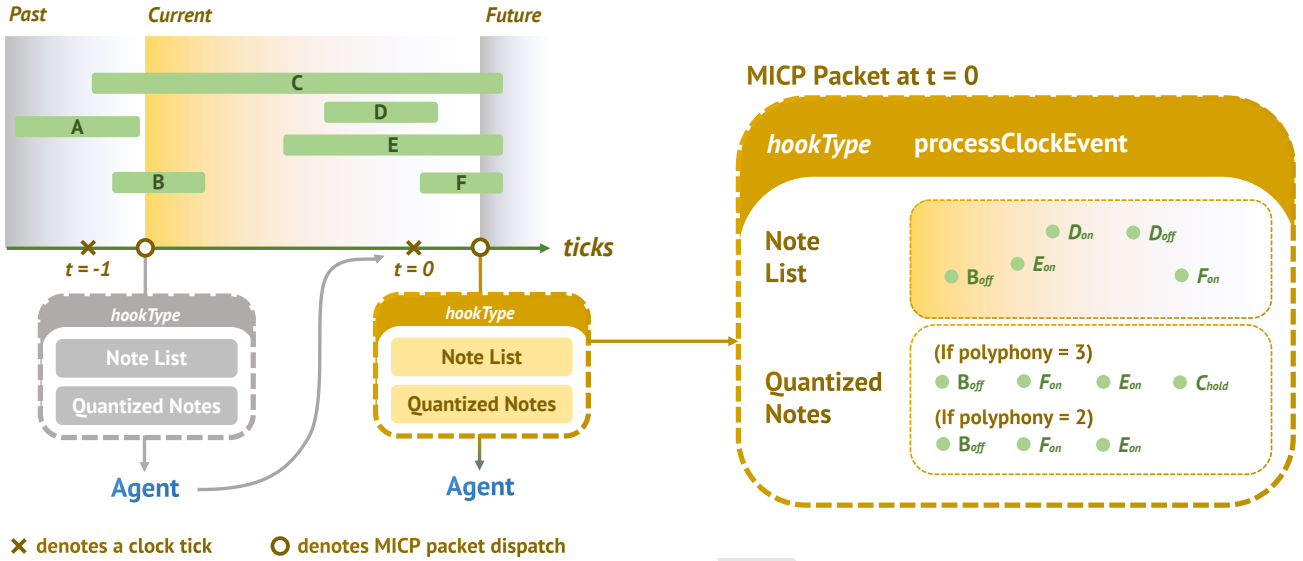 Past
Current
Future
C
D
A
E
B
F
ticks
t = -1
t = 0
hookType
Note List
Quantized Notes
Agent
hookType
Note List
Quantized Notes
Agent
denotes a clock tick
denotes MICP packet dispatch
MICP Packet at t = 0
hookType processClockEvent
Note
List
Don
Doff
Eon
Boff
Fon
Quantized
Notes
(If polyphony = 3)
Boff Fon Eon Chold
(If polyphony = 2)
Boff Fon Eon